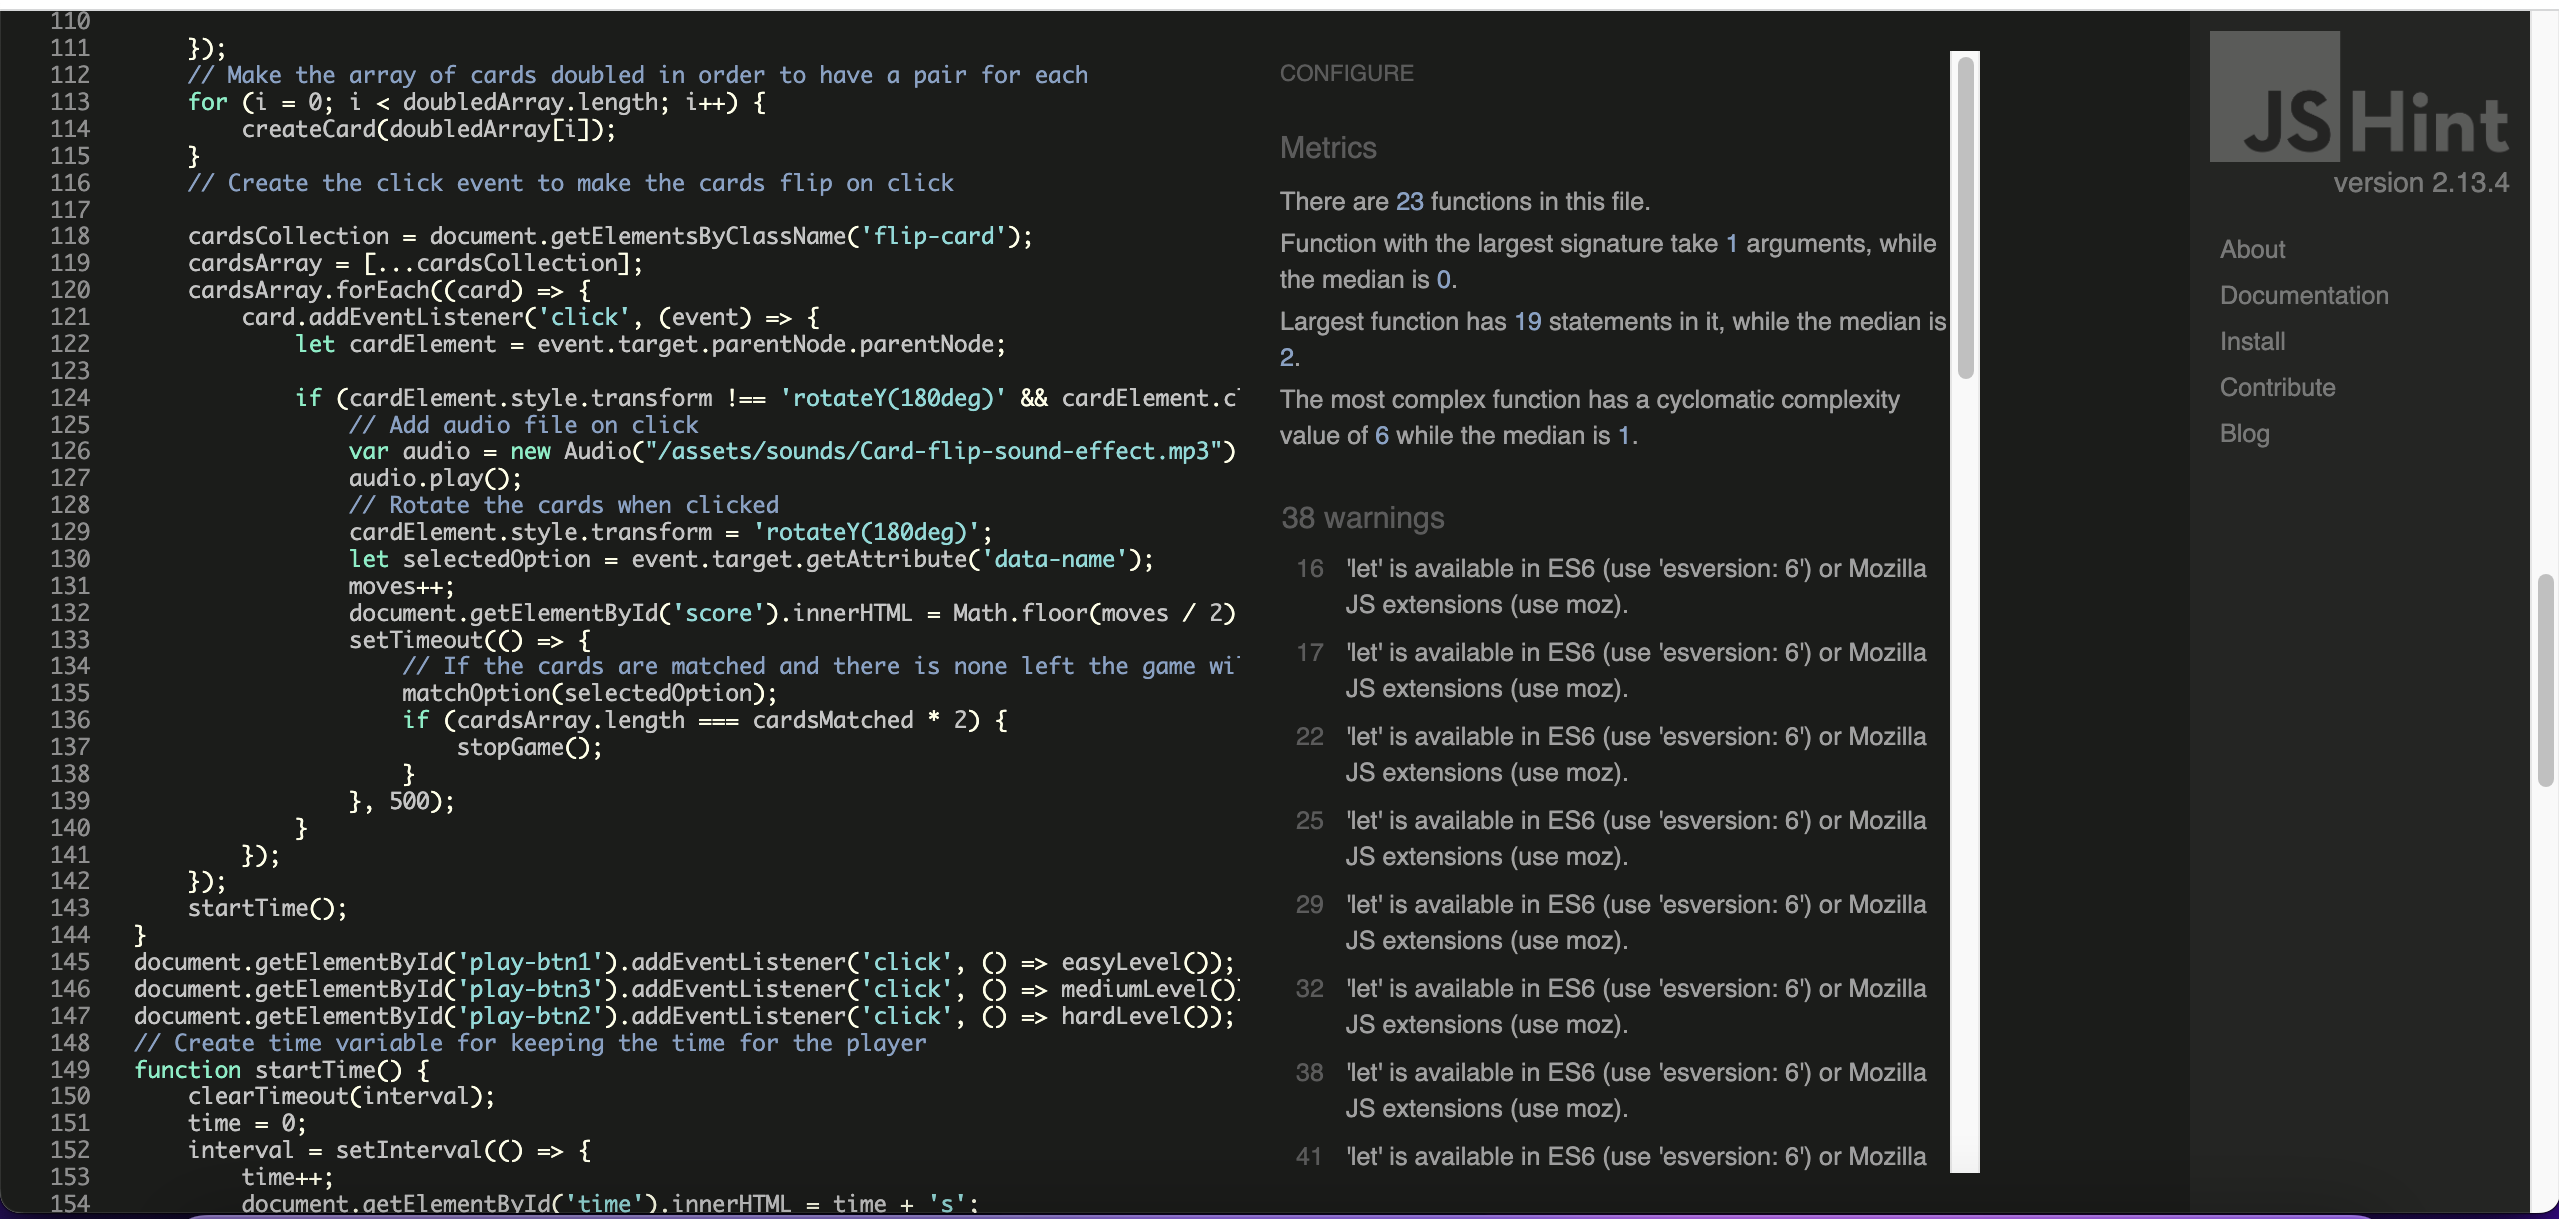 110
111 });
112 // Make the array of cards doubled in order to have a pair for each
113 for (i = 0; i < doubledArray.length; i++) {
114 createCard(doubledArray[i]);
115 }
116 // Create the click event to make the cards flip on click
117
118 cardsCollection = document.getElementsByClassName('flip-card');
119 cardsArray = [...cardsCollection];
120 cardsArray.forEach((card) => {
121 card.addEventListener('click', (event) => {
122 let cardElement = event.target.parentNode.parentNode;
123
124 if (cardElement.style.transform !== 'rotateY(180deg)' && cardElement.c
125 // Add audio file on click
126 var audio = new Audio("/assets/sounds/Card-flip-sound-effect.mp3")
127 audio.play();
128 // Rotate the cards when clicked
129 cardElement.style.transform = 'rotateY(180deg)';
130 let selectedOption = event.target.getAttribute('data-name');
131 moves++;
132 document.getElementById('score').innerHTML = Math.floor(moves / 2)
133 setTimeout(() => {
134 // If the cards are matched and there is none left the game wi
135 matchOption(selectedOption);
136 if (cardsArray.length === cardsMatched * 2) {
137 stopGame();
138 }
139 }, 500);
140 }
141 });
142 });
143 startTime();
144 }
145 document.getElementById('play-btn1').addEventListener('click', () => easyLevel());
146 document.getElementById('play-btn3').addEventListener('click', () => mediumLevel()
147 document.getElementById('play-btn2').addEventListener('click', () => hardLevel());
148 // Create time variable for keeping the time for the player
149 function startTime() {
150 clearTimeout(interval);
151 time = 0;
152 interval = setInterval(() => {
153 time++;
154 document.getElementById('time').innerHTML = time + 's';
CONFIGURE
Metrics
There are 23 functions in this file.
Function with the largest signature take 1 arguments, while
the median is 0.
Largest function has 19 statements in it, while the median is
2.
The most complex function has a cyclomatic complexity
value of 6 while the median is 1.
38 warnings
16 'let' is available in ES6 (use 'esversion: 6') or Mozilla
JS extensions (use moz).
17 'let' is available in ES6 (use 'esversion: 6') or Mozilla
JS extensions (use moz).
22 'let' is available in ES6 (use 'esversion: 6') or Mozilla
JS extensions (use moz).
25 'let' is available in ES6 (use 'esversion: 6') or Mozilla
JS extensions (use moz).
29 'let' is available in ES6 (use 'esversion: 6') or Mozilla
JS extensions (use moz).
32 'let' is available in ES6 (use 'esversion: 6') or Mozilla
JS extensions (use moz).
38 'let' is available in ES6 (use 'esversion: 6') or Mozilla
JS extensions (use moz).
41 'let' is available in ES6 (use 'esversion: 6') or Mozilla
JSHint
version 2.13.4
About
Documentation
Install
Contribute
Blog